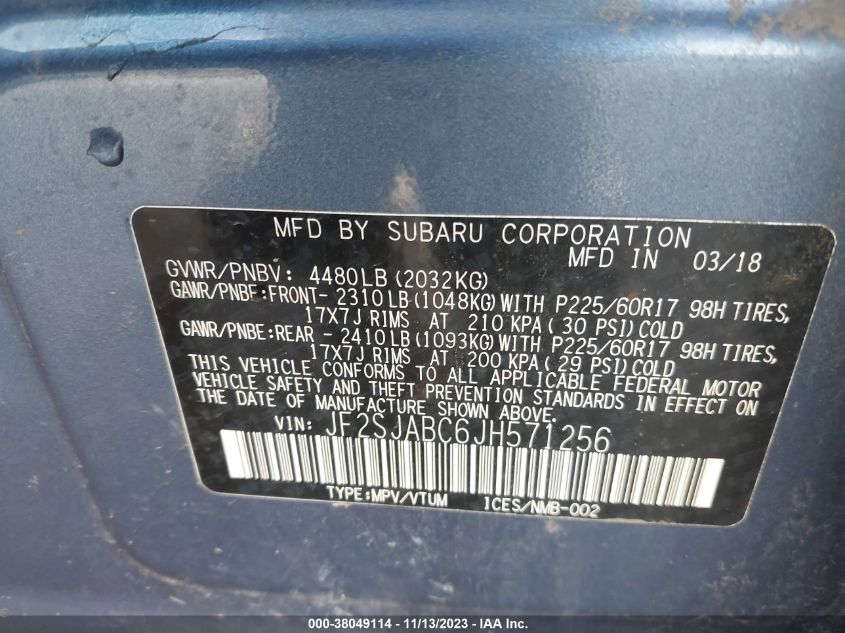 MFD BY SUBARU CORPORATION
MFD IN 03/18
GVWR/PNBV: 4480LB(2032KG)
GAWR/PNBE:FRONT- 2310LB(1048KG)WITH P225/60R17 98H TIRES,
17X7J RIMS AT 210 KPA( 30 PSI)COLD
GAWR/PNBE:REAR - 2410LB(1093KG)WITH P225/60R17 98H TIRES,
17X7J RIMS AT 200 KPA( 29 PSI)COLD
THIS VEHICLE CONFORMS TO ALL APPLICABLE FEDERAL MOTOR
VEHICLE SAFETY AND THEFT PREVENTION STANDARDS IN EFFECT ON
THE DATE OF MANUFACTURE SHOWN ABOVE.
VIN: JF2SJABC6JH571256
TYPE:MPV/VTUM ICES/NMB-002
000-38049114 - 11/13/2023 - IAJH - IAA Inc.